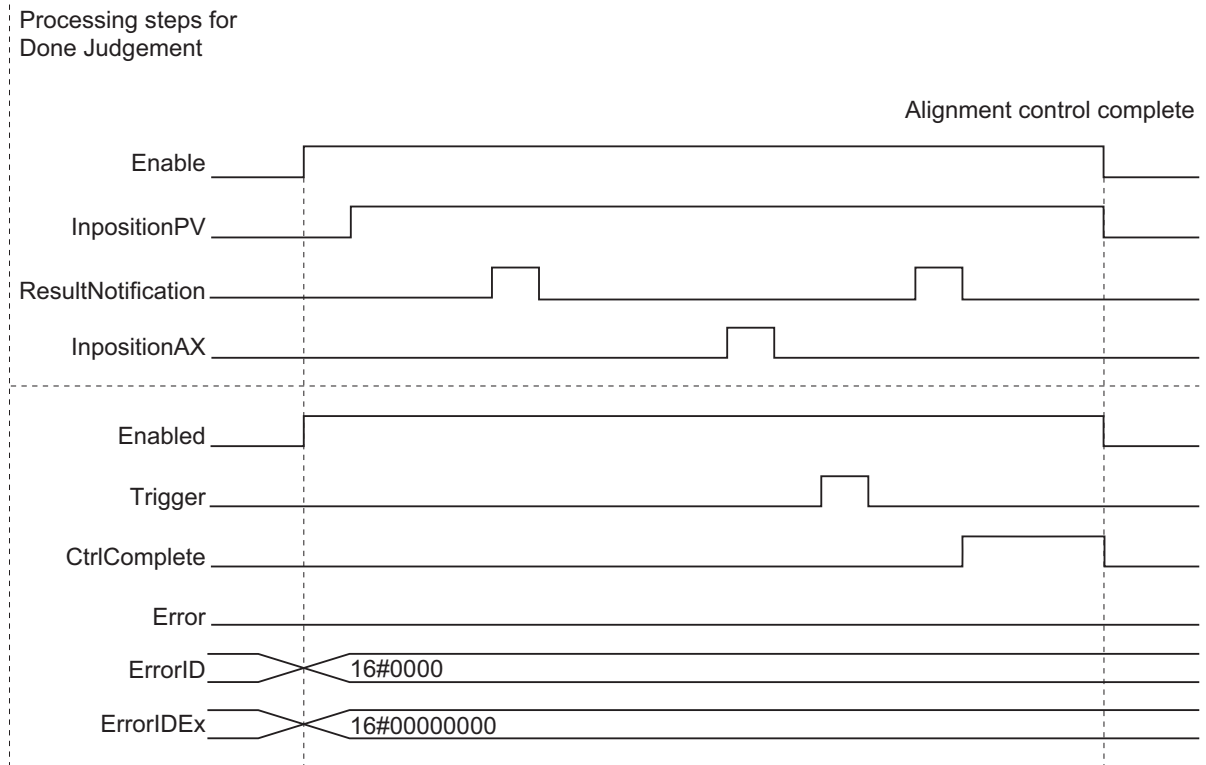 Processing steps for
Done Judgement
Alignment control complete
Enable
InpositionPV
ResultNotification
InpositionAX
Enabled
Trigger
CtrlComplete
Error
ErrorID 16#0000
ErrorIDEx 16#00000000